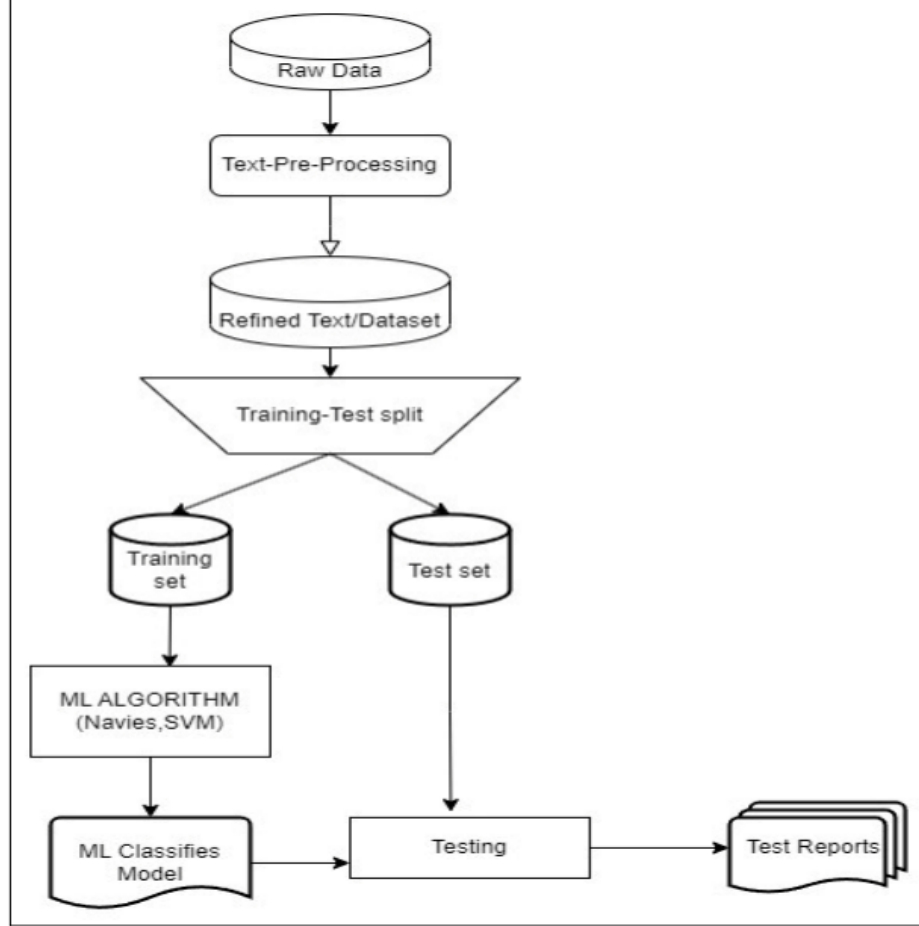 Raw Data
Text-Pre-Processing
Refined Text/Dataset
Training-Test split
Training
set
Test set
ML ALGORITHM
(Navies,SVM)
ML Classifies
Model
Testing
Test Reports